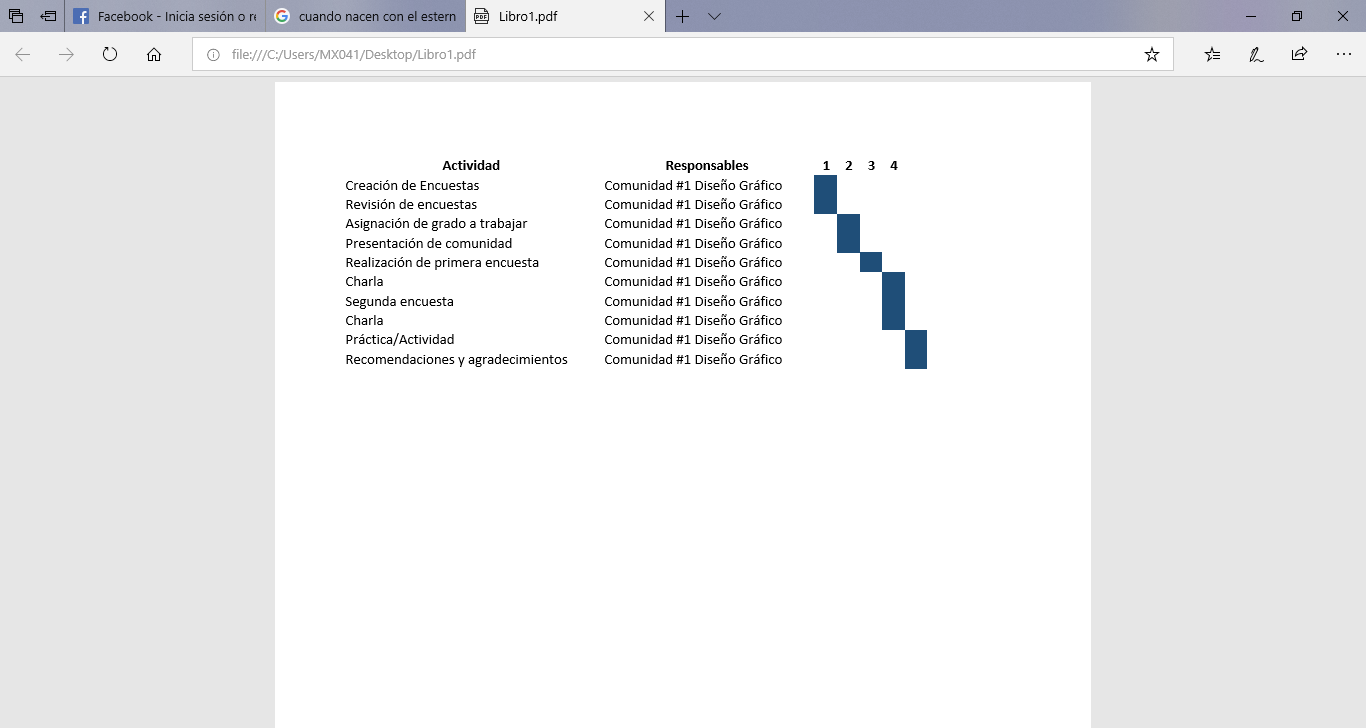 Facebook - Inicia sesión o re
cuando nacen con el estern
Libro1.pdf
file:///C:/Users/MX041/Desktop/Libro1.pdf
Actividad Responsables 1 2 3 4
Creación de Encuestas Comunidad #1 Diseño Gráfico
Revisión de encuestas Comunidad #1 Diseño Gráfico
Asignación de grado a trabajar Comunidad #1 Diseño Gráfico
Presentación de comunidad Comunidad #1 Diseño Gráfico
Realización de primera encuesta Comunidad #1 Diseño Gráfico
Charla Comunidad #1 Diseño Gráfico
Segunda encuesta Comunidad #1 Diseño Gráfico
Charla Comunidad #1 Diseño Gráfico
Práctica/Actividad Comunidad #1 Diseño Gráfico
Recomendaciones y agradecimientos Comunidad #1 Diseño Gráfico